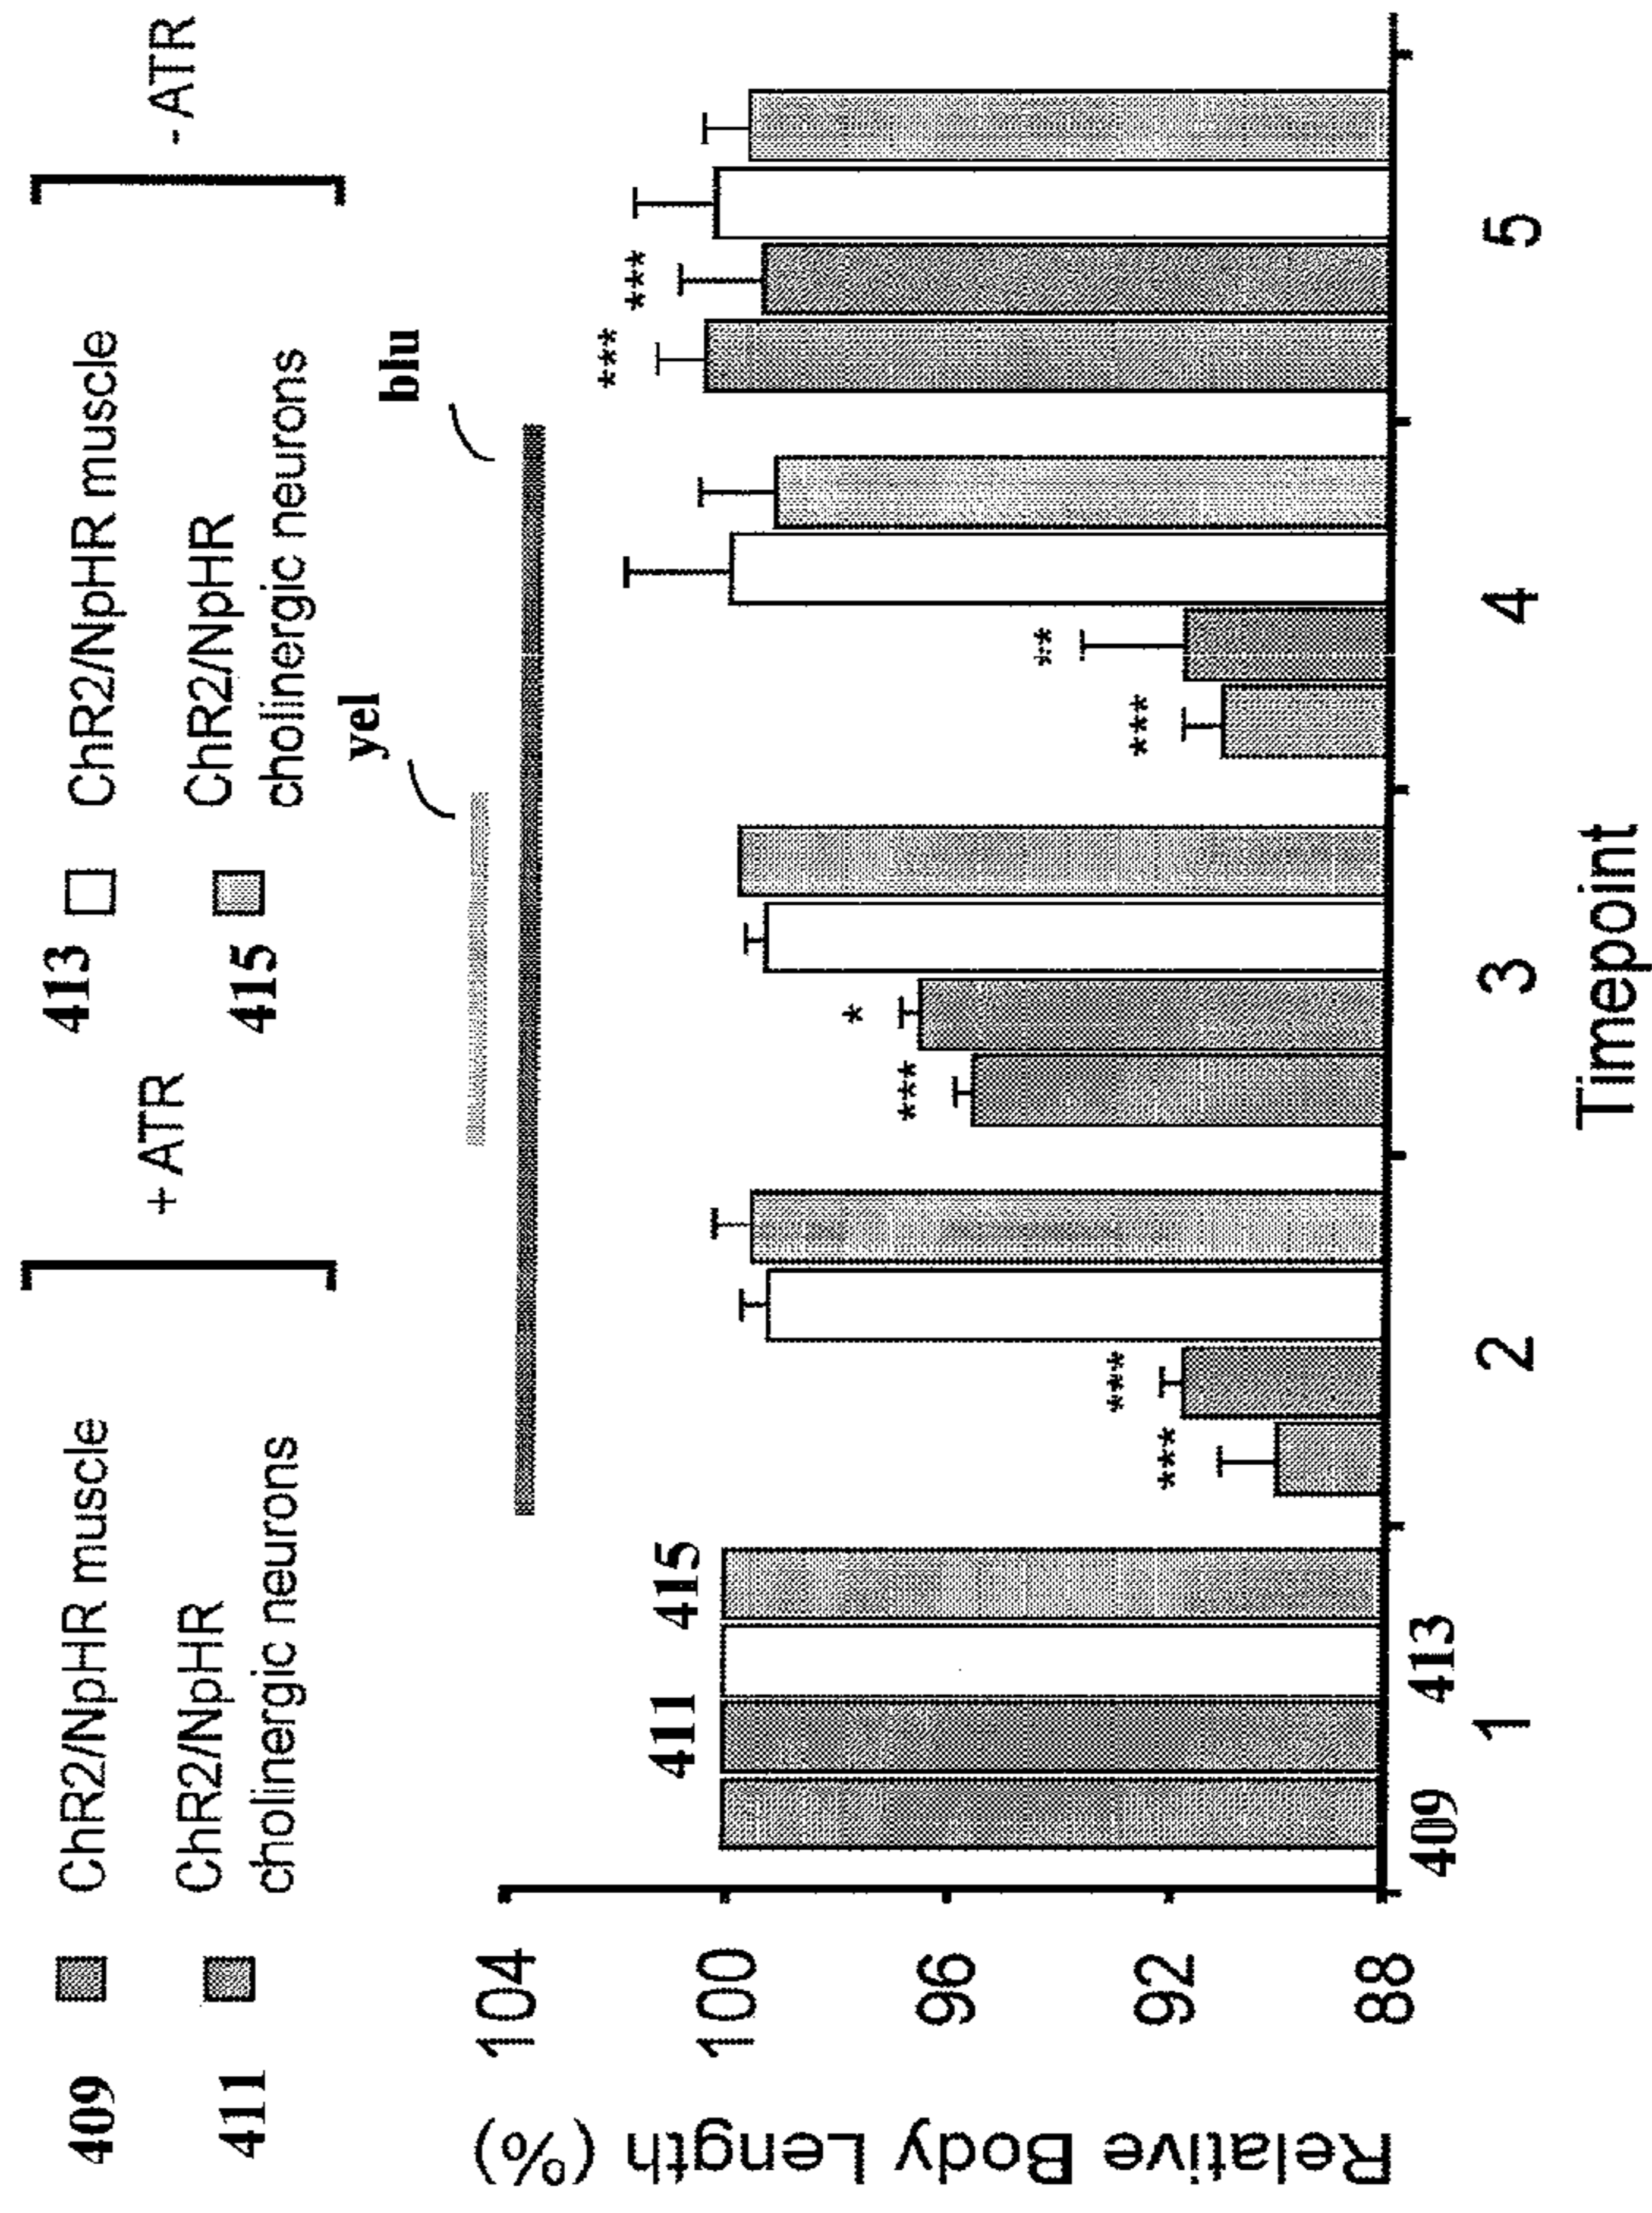 409 ChR2/NpHR muscle
411 ChR2/NpHR
cholinergic neurons
+ ATR
413 ChR2/NpHR muscle
415 ChR2/NpHR
cholinergic neurons
- ATR
yel
blu
Relative Body Length (%)
104
100
96
92
88
411
415
409
413
***
***
***
*
***
**
***
***
1
2
3
4
5
Timepoint